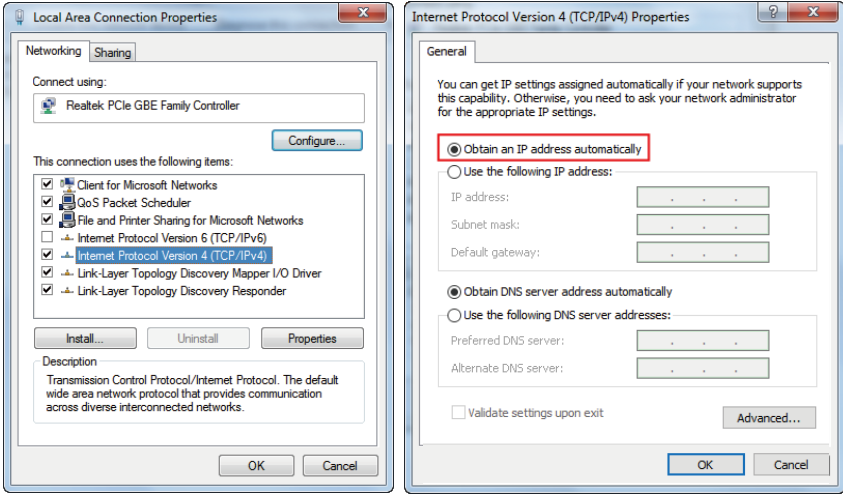 Local Area Connection Properties
Networking
Sharing
Connect using:
Realtek PCIe GBE Family Controller
Configure...
This connection uses the following items:
Client for Microsoft Networks
QoS Packet Scheduler
File and Printer Sharing for Microsoft Networks
Internet Protocol Version 6 (TCP/IPv6)
Internet Protocol Version 4 (TCP/IPv4)
Link-Layer Topology Discovery Mapper I/O Driver
Link-Layer Topology Discovery Responder
Install...
Uninstall
Properties
Description
Transmission Control Protocol/Internet Protocol. The default
wide area network protocol that provides communication
across diverse interconnected networks.
OK
Cancel
Internet Protocol Version 4 (TCP/IPv4) Properties
General
You can get IP settings assigned automatically if your network supports
this capability. Otherwise, you need to ask your network administrator
for the appropriate IP settings.
Obtain an IP address automatically
Use the following IP address:
IP address:
Subnet mask:
Default gateway:
Obtain DNS server address automatically
Use the following DNS server addresses:
Preferred DNS server:
Alternate DNS server:
Validate settings upon exit
Advanced...
OK
Cancel